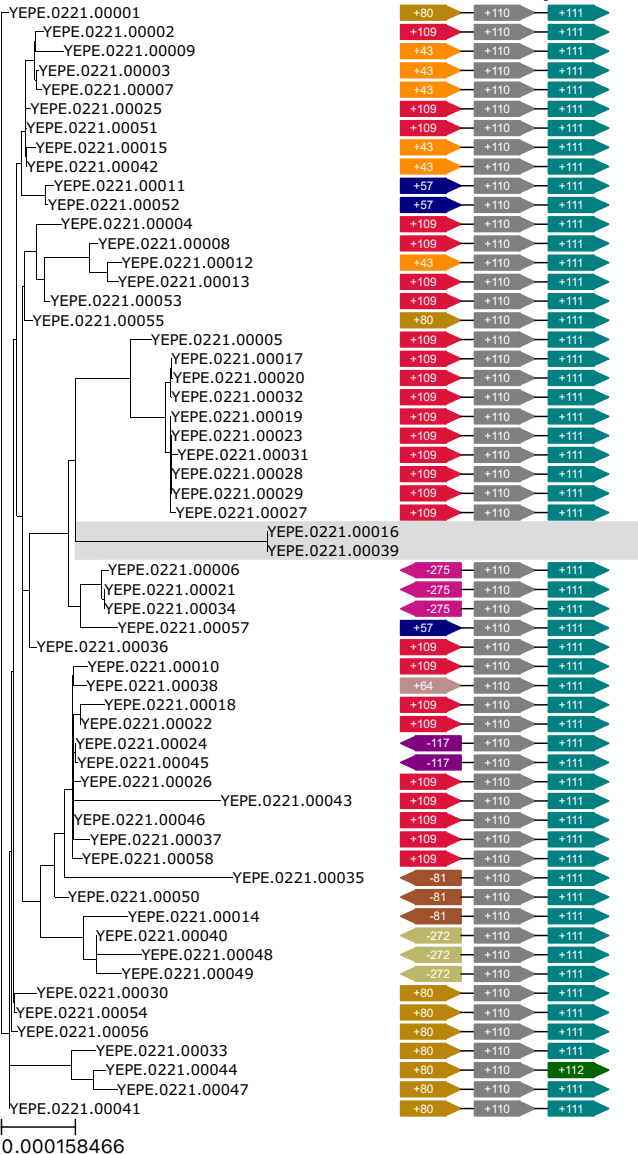 YEPE.0221.00001 +80 +110 +111
YEPE.0221.00002 +109 +110 +111
YEPE.0221.00009 +43 +110 +111
YEPE.0221.00003 +43 +110 +111
YEPE.0221.00007 +43 +110 +111
YEPE.0221.00025 +109 +110 +111
YEPE.0221.00051 +109 +110 +111
YEPE.0221.00015 +43 +110 +111
YEPE.0221.00042 +43 +110 +111
YEPE.0221.00011 +57 +110 +111
YEPE.0221.00052 +57 +110 +111
YEPE.0221.00004 +109 +110 +111
YEPE.0221.00008 +109 +110 +111
YEPE.0221.00012 +43 +110 +111
YEPE.0221.00013 +109 +110 +111
YEPE.0221.00053 +109 +110 +111
YEPE.0221.00055 +80 +110 +111
YEPE.0221.00005 +109 +110 +111
YEPE.0221.00017 +109 +110 +111
YEPE.0221.00020 +109 +110 +111
YEPE.0221.00032 +109 +110 +111
YEPE.0221.00019 +109 +110 +111
YEPE.0221.00023 +109 +110 +111
YEPE.0221.00031 +109 +110 +111
YEPE.0221.00028 +109 +110 +111
YEPE.0221.00029 +109 +110 +111
YEPE.0221.00027 +109 +110 +111
YEPE.0221.00016
YEPE.0221.00039
YEPE.0221.00006 -275 +110 +111
YEPE.0221.00021 -275 +110 +111
YEPE.0221.00034 -275 +110 +111
YEPE.0221.00057 +57 +110 +111
YEPE.0221.00036 +109 +110 +111
YEPE.0221.00010 +109 +110 +111
YEPE.0221.00038 +64 +110 +111
YEPE.0221.00018 +109 +110 +111
YEPE.0221.00022 +109 +110 +111
YEPE.0221.00024 -117 +110 +111
YEPE.0221.00045 -117 +110 +111
YEPE.0221.00026 +109 +110 +111
YEPE.0221.00043 +109 +110 +111
YEPE.0221.00046 +109 +110 +111
YEPE.0221.00037 +109 +110 +111
YEPE.0221.00058 +109 +110 +111
YEPE.0221.00035 -81 +110 +111
YEPE.0221.00050 -81 +110 +111
YEPE.0221.00014 -81 +110 +111
YEPE.0221.00040 -272 +110 +111
YEPE.0221.00048 -272 +110 +111
YEPE.0221.00049 -272 +110 +111
YEPE.0221.00030 +80 +110 +111
YEPE.0221.00054 +80 +110 +111
YEPE.0221.00056 +80 +110 +111
YEPE.0221.00033 +80 +110 +111
YEPE.0221.00044 +80 +110 +112
YEPE.0221.00047 +80 +110 +111
YEPE.0221.00041 +80 +110 +111
0.000158466